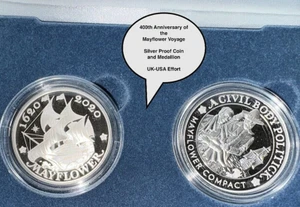 400th Anniversary of
the
Mayflower Voyage
Silver Proof Coin
and Medallion
UK-USA Effort
1620 2020
MAYFLOWER
A CIVIL BODY POLITICK
MAYFLOWER COMPACT